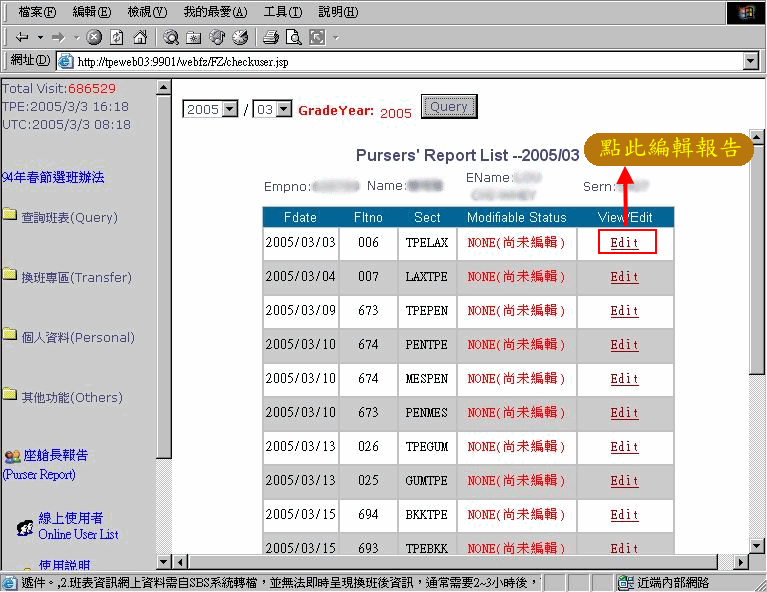 檔案(F) 編輯(E) 檢視(V) 我的最愛(A) 工具(T) 說明(H)
網址(D) http://tpeweb03:9901/webfz/FZ/checkuser.jsp
Total Visit:686529
TPE:2005/3/3 16:18
UTC:2005/3/3 08:18
94年春節選班辦法
查詢班表(Query)
換班專區(Transfer)
個人資料(Personal)
其他功能(Others)
座艙長報告
(Purser Report)
線上使用者
Online User List
使用說明
2005 / 03 GradeYear: 2005 Query
Pursers' Report List --2005/03
點此編輯報告
Empno: Name: EName: Sern:
Fdate Fltno Sect Modifiable Status View/Edit
2005/03/03 006 TPELAX NONE(尚未編輯) Edit
2005/03/04 007 LAXTPE NONE(尚未編輯) Edit
2005/03/09 673 TPEPEN NONE(尚未編輯) Edit
2005/03/10 674 PENTPE NONE(尚未編輯) Edit
2005/03/10 674 MESPEN NONE(尚未編輯) Edit
2005/03/10 673 PENMES NONE(尚未編輯) Edit
2005/03/13 026 TPEGUM NONE(尚未編輯) Edit
2005/03/13 025 GUMTPE NONE(尚未編輯) Edit
2005/03/15 694 BKKTPE NONE(尚未編輯) Edit
2005/03/15 693 TPEBKK NONE(尚未編輯) Edit
遞件。,2.班表資訊網上資料需自SBS系統轉檔,並無法即時呈現換班後資訊,通常需要2~3小時後, 近端內部網路